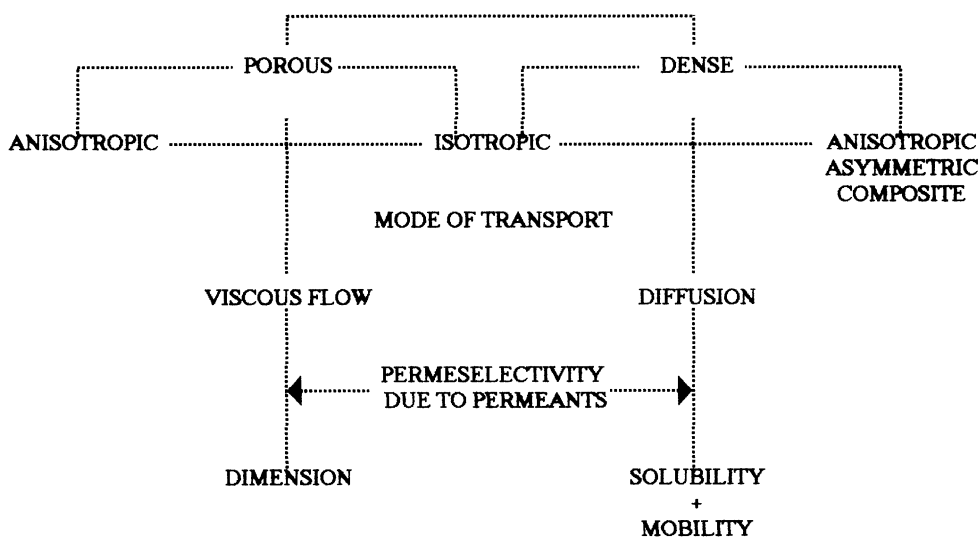 POROUS
DENSE
ANISOTROPIC
ISOTROPIC
ANISOTROPIC
ASYMMETRIC
COMPOSITE
MODE OF TRANSPORT
VISCOUS FLOW
DIFFUSION
PERMESELECTIVITY
DUE TO PERMEANTS
DIMENSION
SOLUBILITY
+
MOBILITY